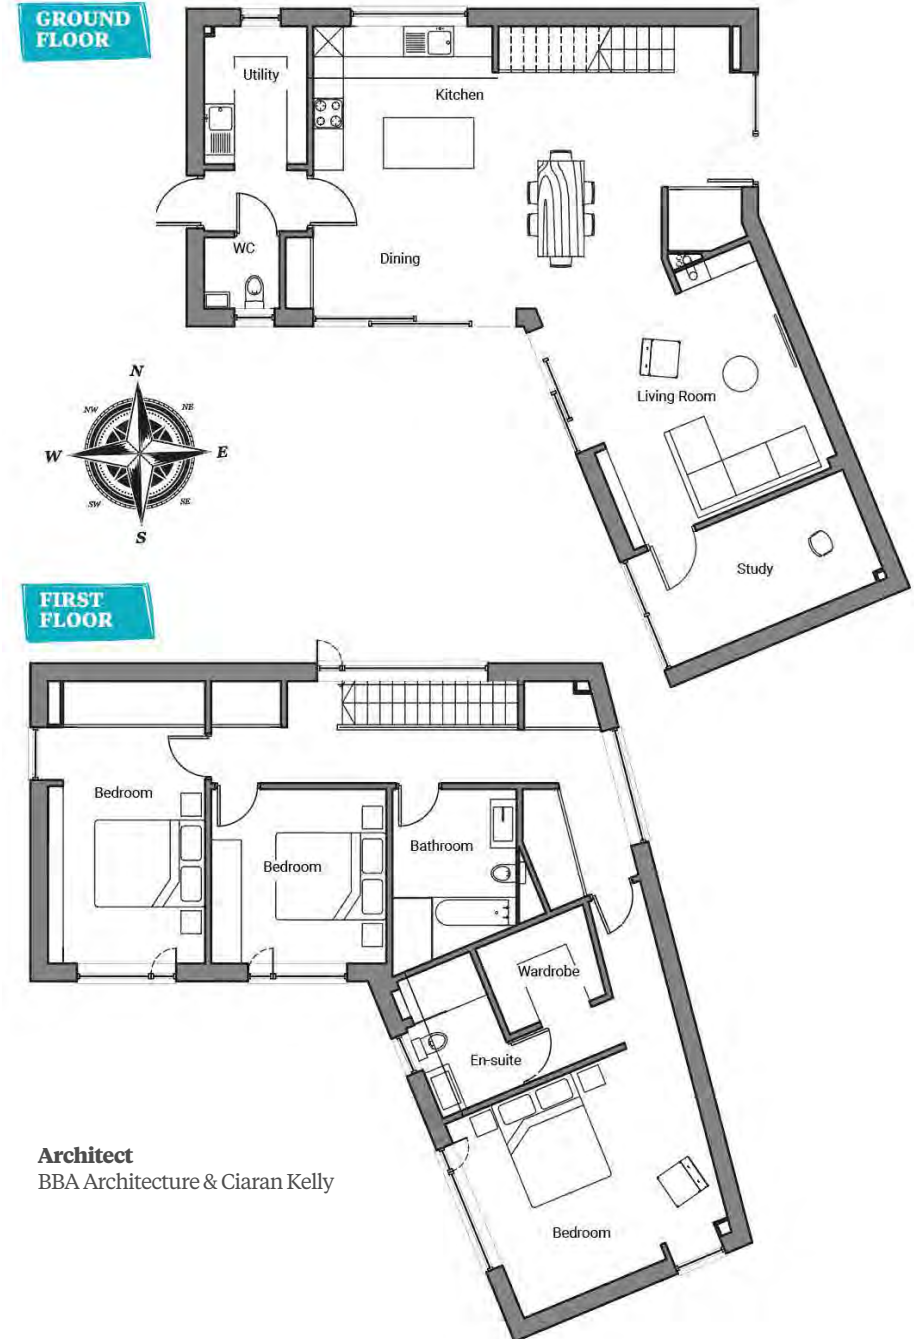 GROUND
FLOOR
Utility
Kitchen
WC
Dining
Living Room
Study
N
NW
NE
W
E
SW
SE
S
FIRST
FLOOR
Bedroom
Bedroom
Bathroom
Wardrobe
En-suite
Bedroom
Architect
BBA Architecture & Ciaran Kelly